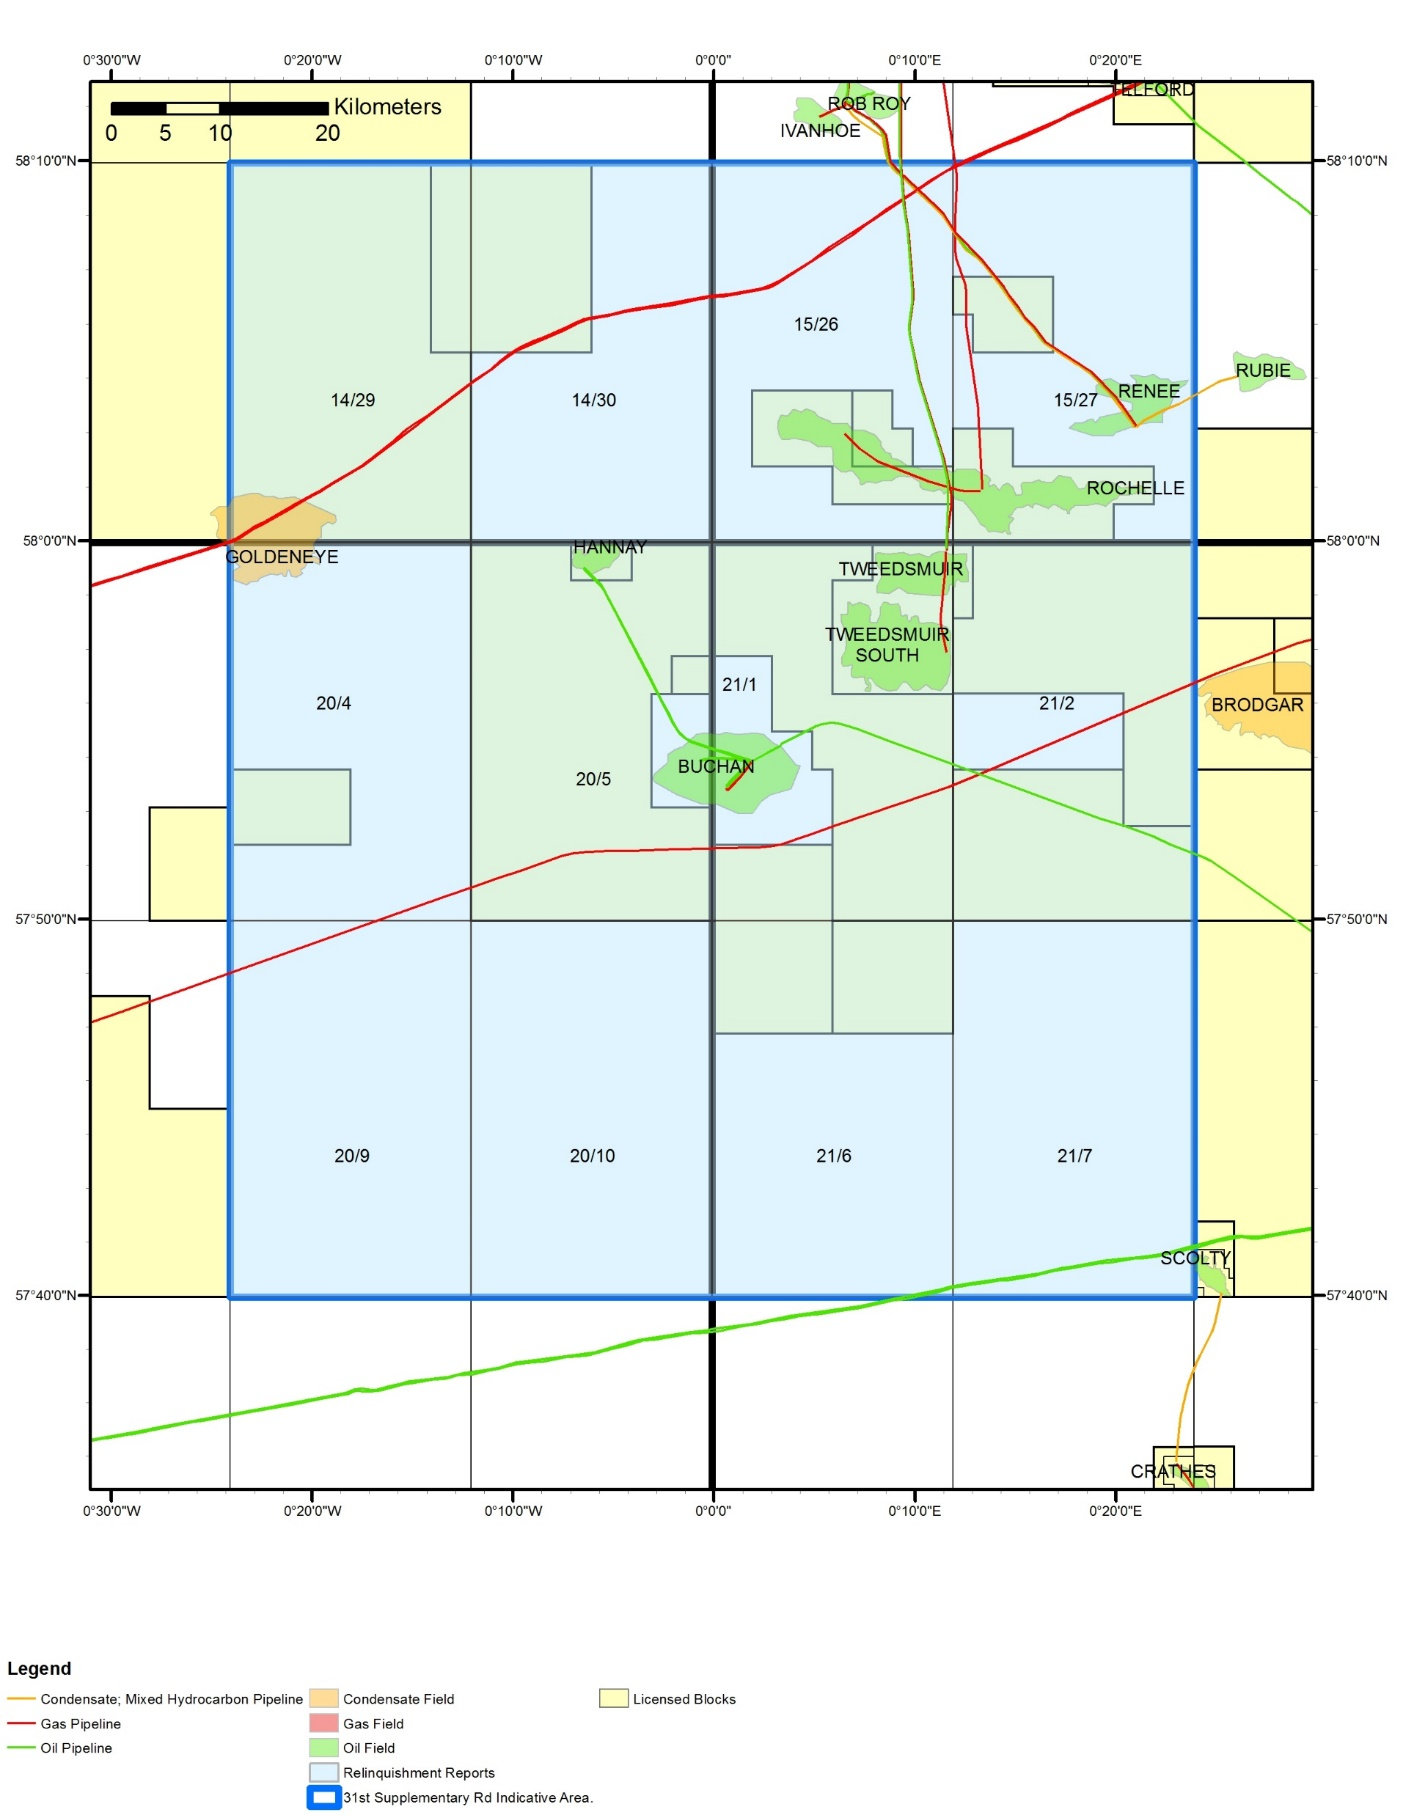 0°30'0"W 0°20'0"W 0°10'0"W 0°0'0" 0°10'0"E 0°20'0"E
Kilometers
0 5 10 20
ROB ROY
IVANHOE
58°10'0"N 58°10'0"N
15/26
RUBIE
RENEE
14/29 14/30 15/27
ROCHELLE
58°0'0"N 58°0'0"N
GOLDENEYE
HANNAY
TWEEDSMUIR
TWEEDSMUIR
SOUTH
21/1
20/4 21/2 BRODGAR
BUCHAN
20/5
57°50'0"N 57°50'0"N
20/9 20/10 21/6 21/7
SCOLTY
57°40'0"N 57°40'0"N
CRATHES
0°30'0"W 0°20'0"W 0°10'0"W 0°0'0" 0°10'0"E 0°20'0"E
Legend
Condensate; Mixed Hydrocarbon Pipeline
Gas Pipeline
Oil Pipeline
Condensate Field
Gas Field
Oil Field
Relinquishment Reports
31st Supplementary Rd Indicative Area.
Licensed Blocks